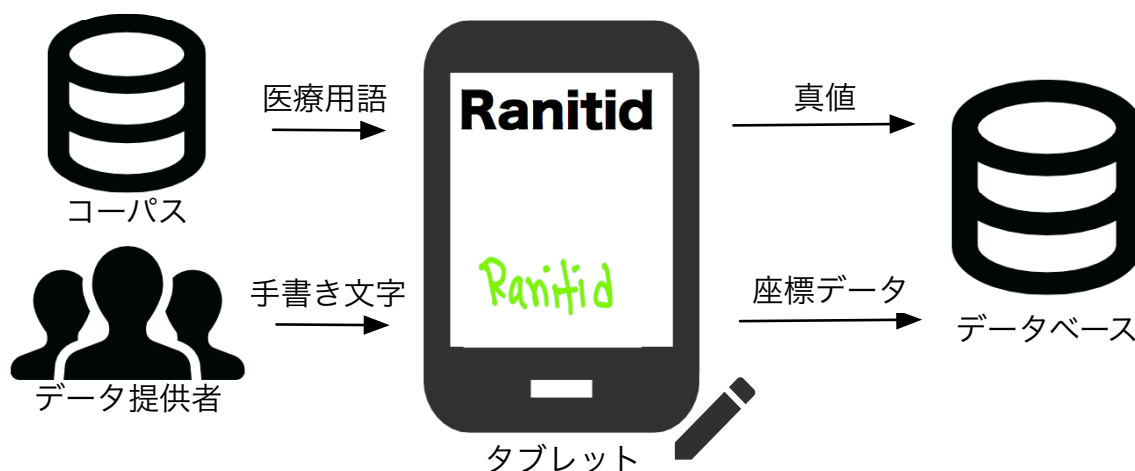 医療用語
Ranitid
真値
コーパス
手書き文字
Ranitid
座標データ
データベース
データ提供者
タブレット